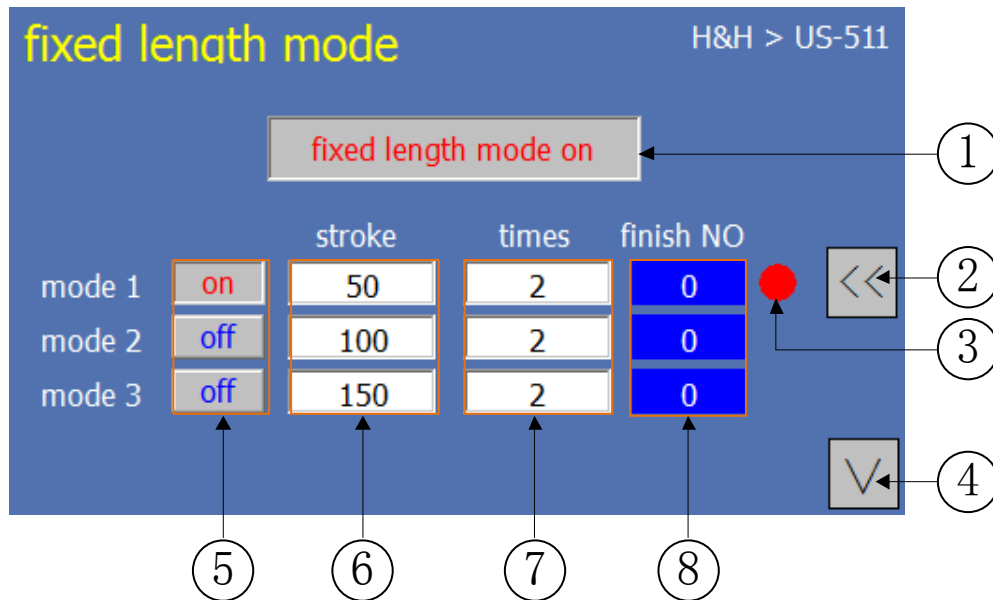 fixed length mode
H&H > US-511
fixed length mode on
1
stroke times finish NO
mode 1 on 50 2 0 <<
2
mode 2 off 100 2 0
3
mode 3 off 150 2 0
4
5 6 7 8